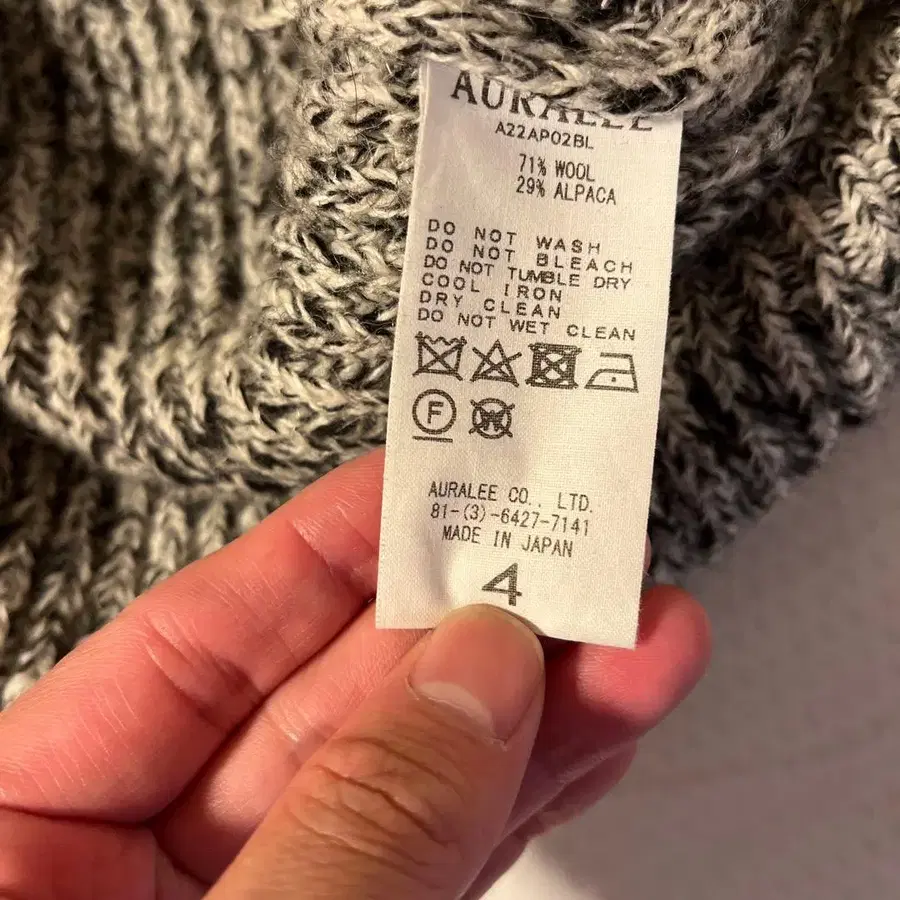 AURALEE
A22AP02BL
71% WOOL
29% ALPACA
DO NOT WASH
DO NOT BLEACH
DO NOT TUMBLE DRY
COOL IRON
DRY CLEAN
DO NOT WET CLEAN
F W
AURALEE CO., LTD.
81-(3)-6427-7141
MADE IN JAPAN
4